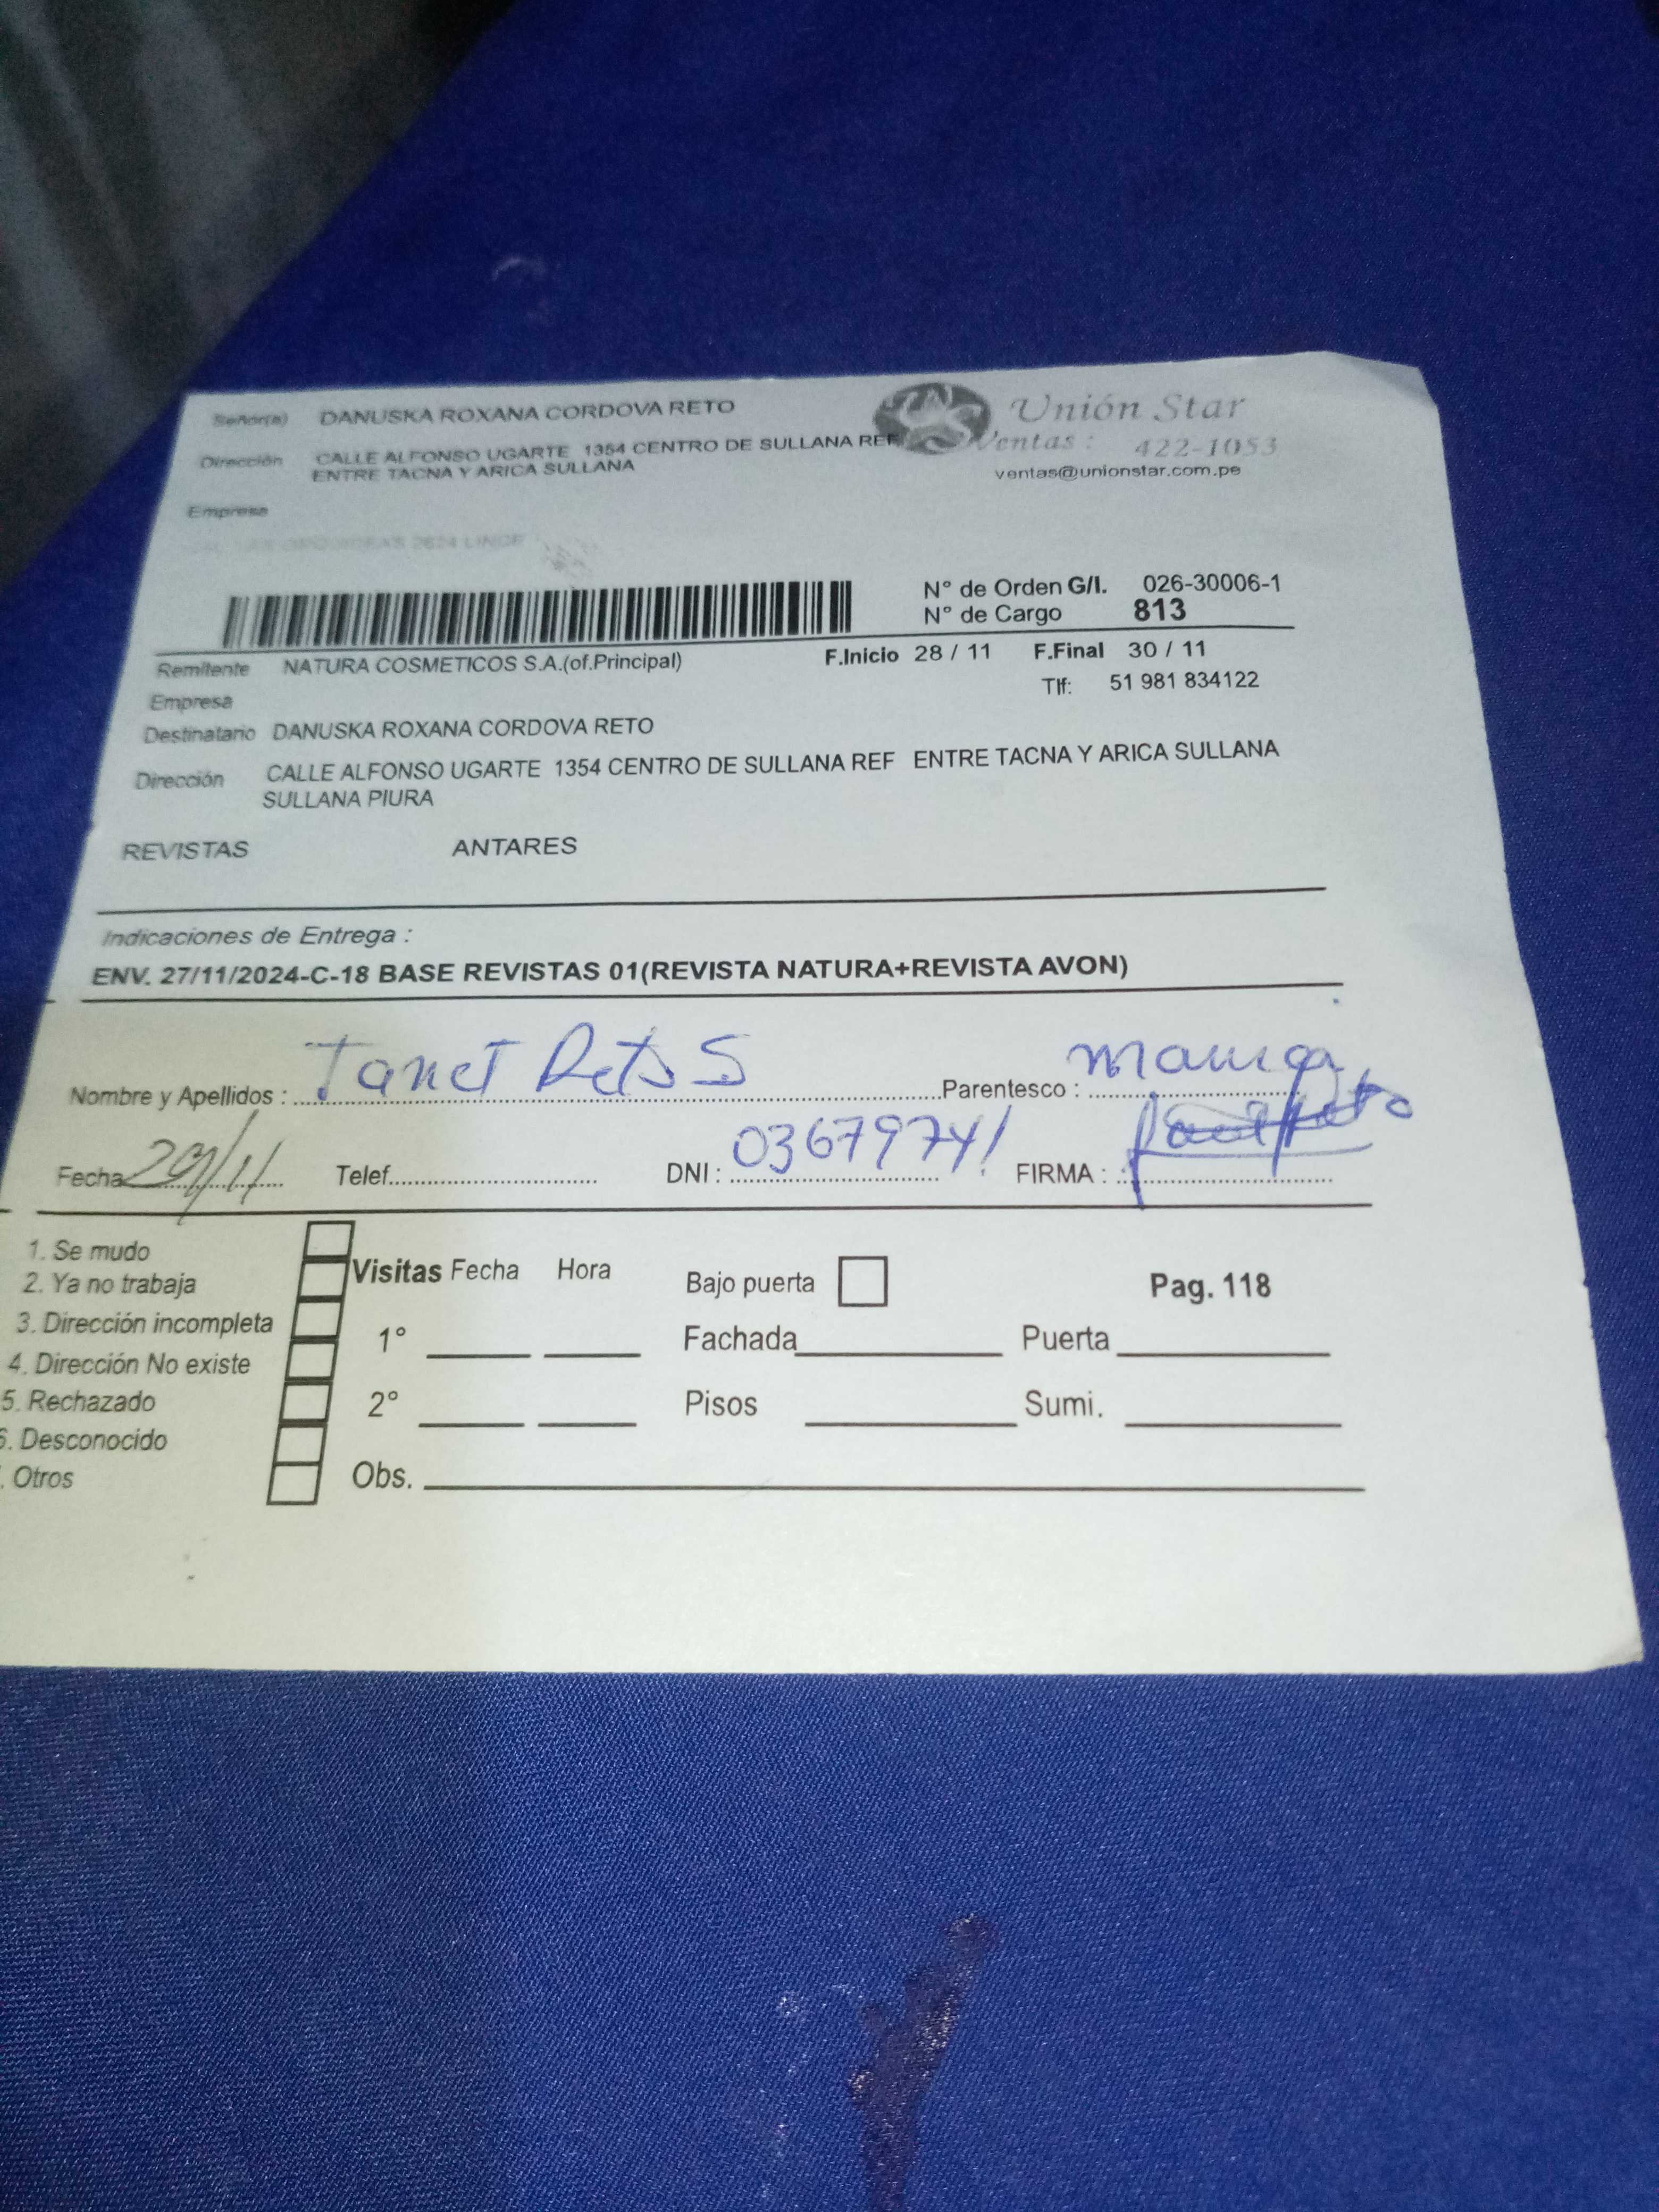 Señor(a) DANUSKA ROXANA CORDOVA RETO
Unión Star
Dirección CALLE ALFONSO UGARTE 1354 CENTRO DE SULLANA REF
ENTRE TACNA Y ARICA SULLANA
Ventas : 422-1053
ventas@unionstar.com.pe
Empresa
2624 LINCE
N° de Orden G/I. 026-30006-1
N° de Cargo 813
Remitente NATURA COSMETICOS S.A.(of.Principal) F.Inicio 28 / 11 F.Final 30 / 11
Empresa Tlf: 51 981 834122
Destinatario DANUSKA ROXANA CORDOVA RETO
Dirección CALLE ALFONSO UGARTE 1354 CENTRO DE SULLANA REF ENTRE TACNA Y ARICA SULLANA
SULLANA PIURA
REVISTAS ANTARES
Indicaciones de Entrega :
ENV. 27/11/2024-C-18 BASE REVISTAS 01(REVISTA NATURA+REVISTA AVON)
Nombre y Apellidos : Janet Reto S Parentesco :
Fecha 29/11 Telef. DNI : 03679741 FIRMA :
1. Se mudo
2. Ya no trabaja
3. Dirección incompleta
4. Dirección No existe
5. Rechazado
6. Desconocido
. Otros
Visitas Fecha Hora Bajo puerta Pag. 118
1° Fachada Puerta
2° Pisos Sumi.
Obs.